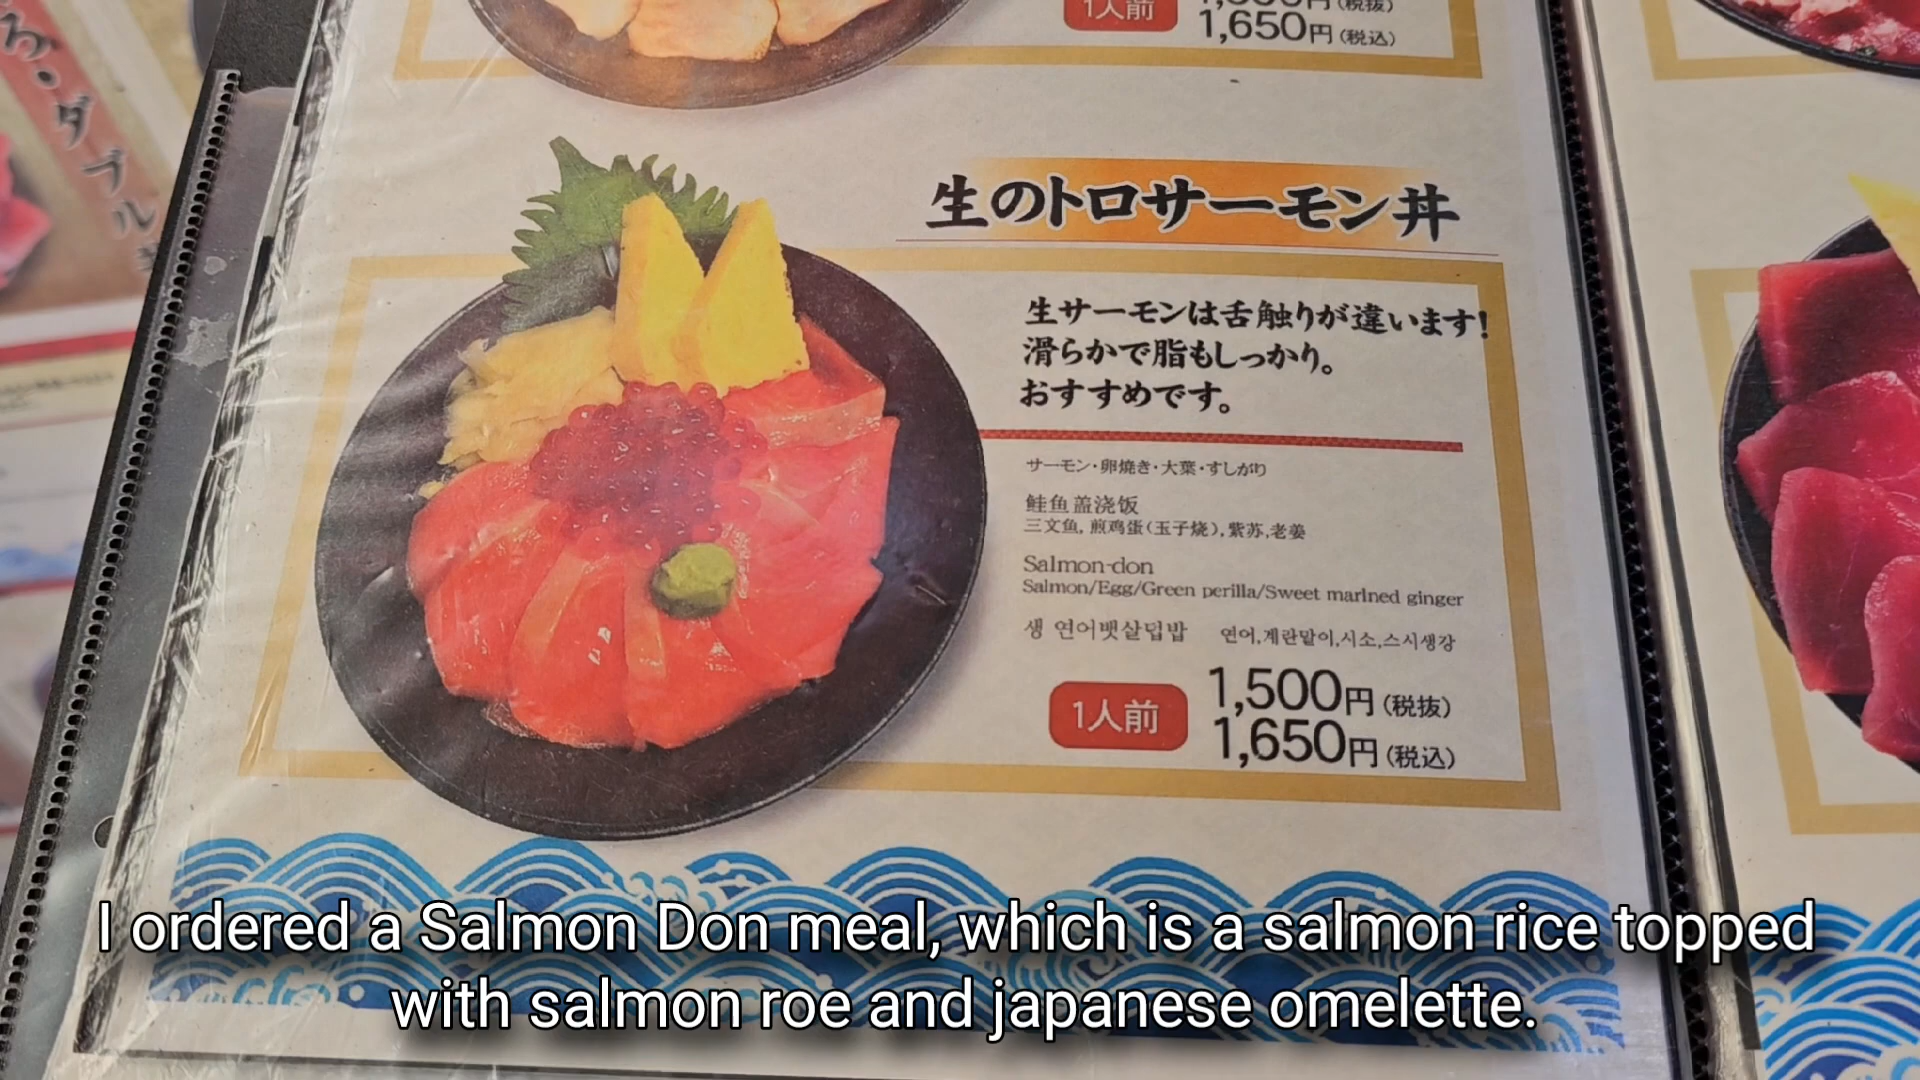 ろ・ダブル
1人前
1,650円(税込)
生のトロサーモン丼
生サーモンは舌触りが違います!
滑らかで脂もしっかり。
おすすめです。
サーモン・卵焼き・大葉・すしがり
鲑鱼盖浇饭
三文鱼, 煎鸡蛋(玉子烧),紫苏,老姜
Salmon-don
Salmon/Egg/Green perilla/Sweet marined ginger
생 연어뱃살덮밥 연어,계란말이,시소,스시생강
1人前
1,500円(税抜)
1,650円(税込)
I ordered a Salmon Don meal, which is a salmon rice topped
with salmon roe and japanese omelette.